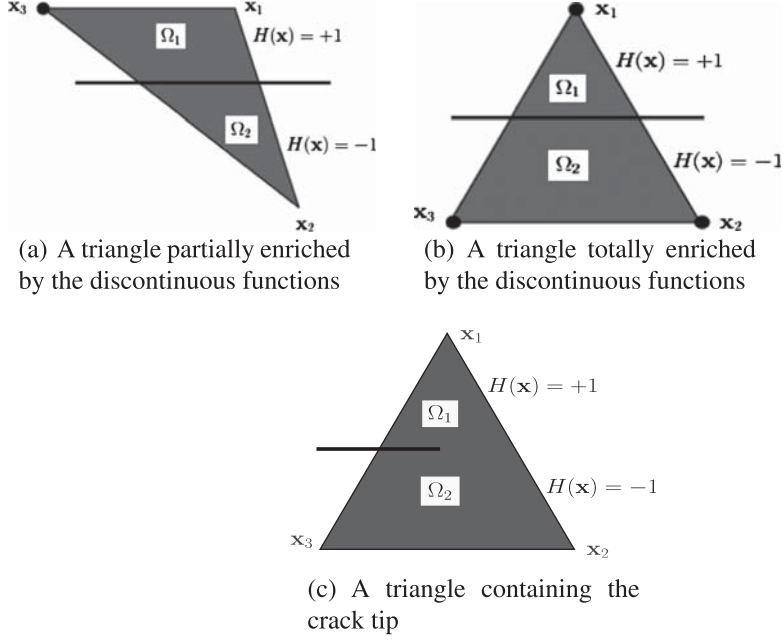 x₃
x₁
Ω₁
H(x) = +1
Ω₂
H(x) = −1
x₂
(a) A triangle partially enriched
by the discontinuous functions
x₁
H(x) = +1
Ω₁
Ω₂
H(x) = −1
x₃
x₂
(b) A triangle totally enriched
by the discontinuous functions
x₁
H(x) = +1
Ω₁
Ω₂
H(x) = −1
x₃
x₂
(c) A triangle containing the
crack tip